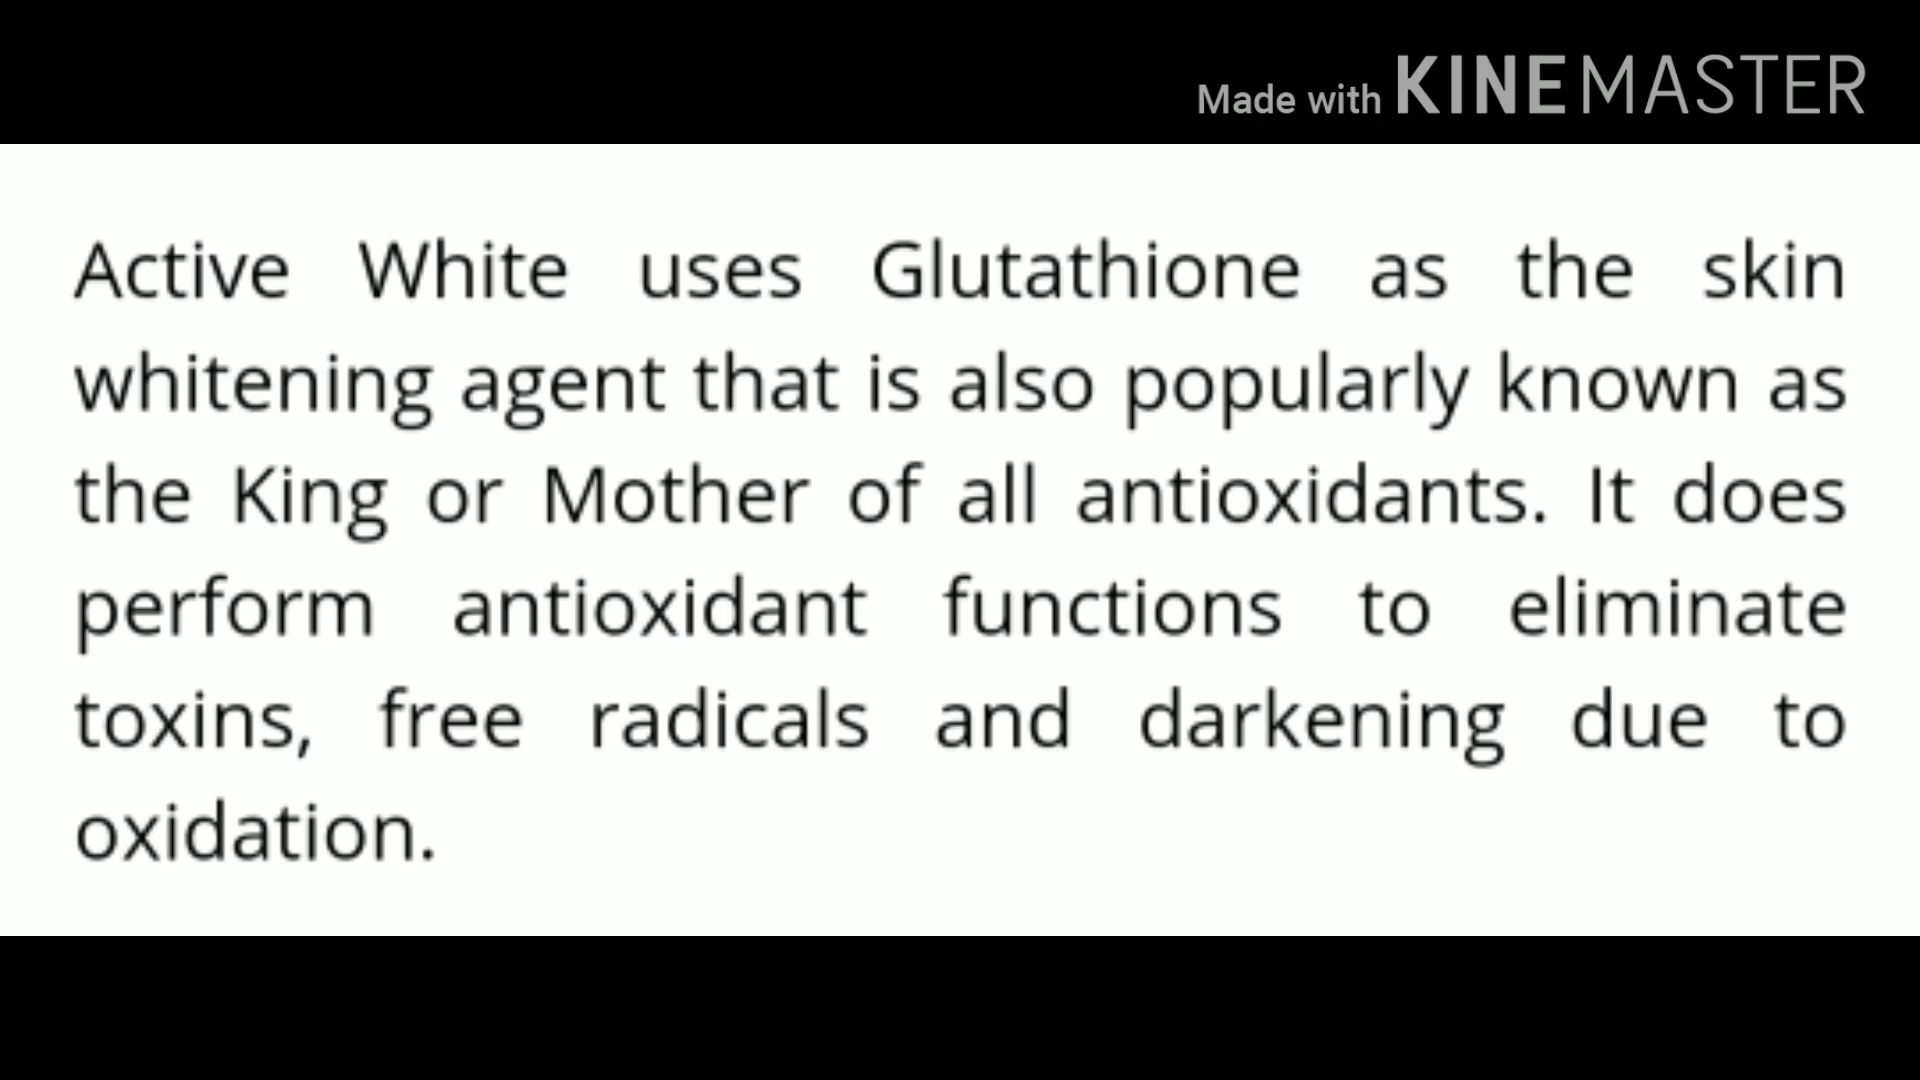 Made with KINEMASTER
Active White uses Glutathione as the skin
whitening agent that is also popularly known as
the King or Mother of all antioxidants. It does
perform antioxidant functions to eliminate
toxins, free radicals and darkening due to
oxidation.